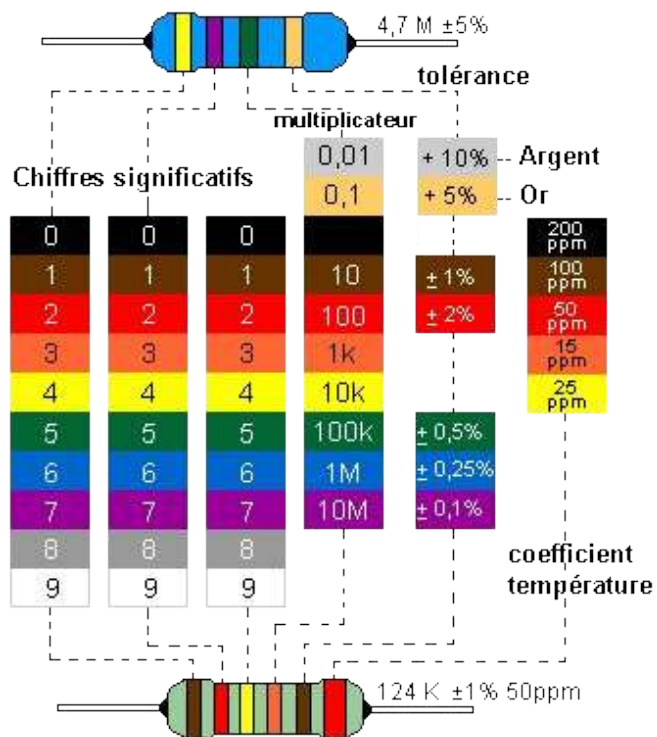 4,7 M ±5%
tolérance
multiplicateur
0,01 + 10% Argent
Chiffres significatifs
0,1 + 5% Or
0 0 0 200 ppm
1 1 1 10 ± 1% 100 ppm
2 2 2 100 ± 2% 50 ppm
3 3 3 1k 15 ppm
4 4 4 10k 25 ppm
5 5 5 100k ± 0,5%
6 6 6 1M ± 0,25%
7 7 7 10M ± 0,1%
8 8 8
coefficient
température
9 9 9
124 K ±1% 50ppm